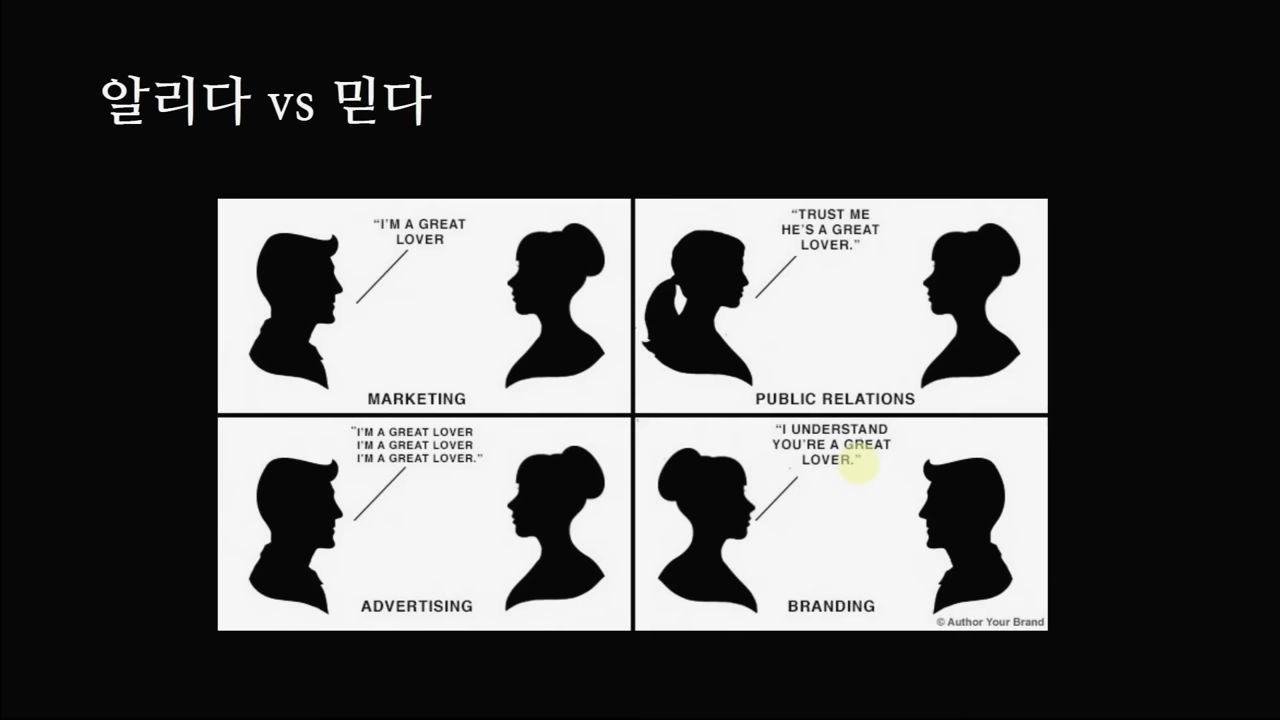 알리다 vs 믿다
“I’M A GREAT
LOVER
MARKETING
“TRUST ME
HE’S A GREAT
LOVER.”
PUBLIC RELATIONS
“I’M A GREAT LOVER
I’M A GREAT LOVER
I’M A GREAT LOVER.”
ADVERTISING
“I UNDERSTAND
YOU’RE A GREAT
LOVER.”
BRANDING
© Author Your Brand